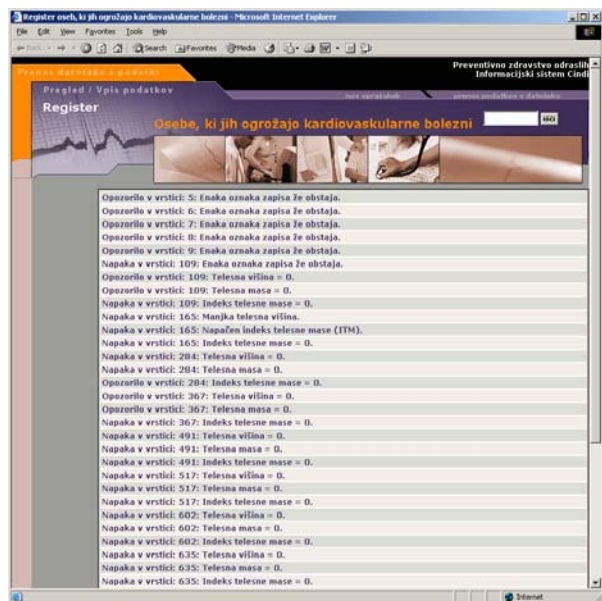 Register oseb, ki jih ogrožajo kardiovaskularne bolezni - Microsoft Internet Explorer
File Edit View Favorites Tools Help
Search Favorites Media
Preventivno zdravstvo odraslih
Informacijski sistem Cindi
Prenos datoteke s podatki
Pregled / Vpis podatkov
nov vprašalnik prenos podatkov v datoteko
Register
Osebe, ki jih ogrožajo kardiovaskularne bolezni
Opozorilo v vrstici: 5: Enaka oznaka zapisa že obstaja.
Opozorilo v vrstici: 6: Enaka oznaka zapisa že obstaja.
Opozorilo v vrstici: 7: Enaka oznaka zapisa že obstaja.
Opozorilo v vrstici: 8: Enaka oznaka zapisa že obstaja.
Opozorilo v vrstici: 9: Enaka oznaka zapisa že obstaja.
Napaka v vrstici: 109: Enaka oznaka zapisa že obstaja.
Opozorilo v vrstici: 109: Telesna višina = 0.
Opozorilo v vrstici: 109: Telesna masa = 0.
Napaka v vrstici: 109: Indeks telesne mase = 0.
Napaka v vrstici: 165: Manjka telesna višina.
Napaka v vrstici: 165: Napačen indeks telesne mase (ITM).
Napaka v vrstici: 165: Indeks telesne mase = 0.
Napaka v vrstici: 284: Telesna višina = 0.
Napaka v vrstici: 284: Telesna masa = 0.
Opozorilo v vrstici: 284: Indeks telesne mase = 0.
Opozorilo v vrstici: 367: Telesna višina = 0.
Opozorilo v vrstici: 367: Telesna masa = 0.
Napaka v vrstici: 367: Indeks telesne mase = 0.
Napaka v vrstici: 491: Telesna višina = 0.
Napaka v vrstici: 491: Telesna masa = 0.
Napaka v vrstici: 491: Indeks telesne mase = 0.
Napaka v vrstici: 517: Telesna višina = 0.
Napaka v vrstici: 517: Telesna masa = 0.
Napaka v vrstici: 517: Indeks telesne mase = 0.
Napaka v vrstici: 602: Telesna višina = 0.
Napaka v vrstici: 602: Telesna masa = 0.
Napaka v vrstici: 602: Indeks telesne mase = 0.
Napaka v vrstici: 635: Telesna višina = 0.
Napaka v vrstici: 635: Telesna masa = 0.
Napaka v vrstici: 635: Indeks telesne mase = 0.
Internet